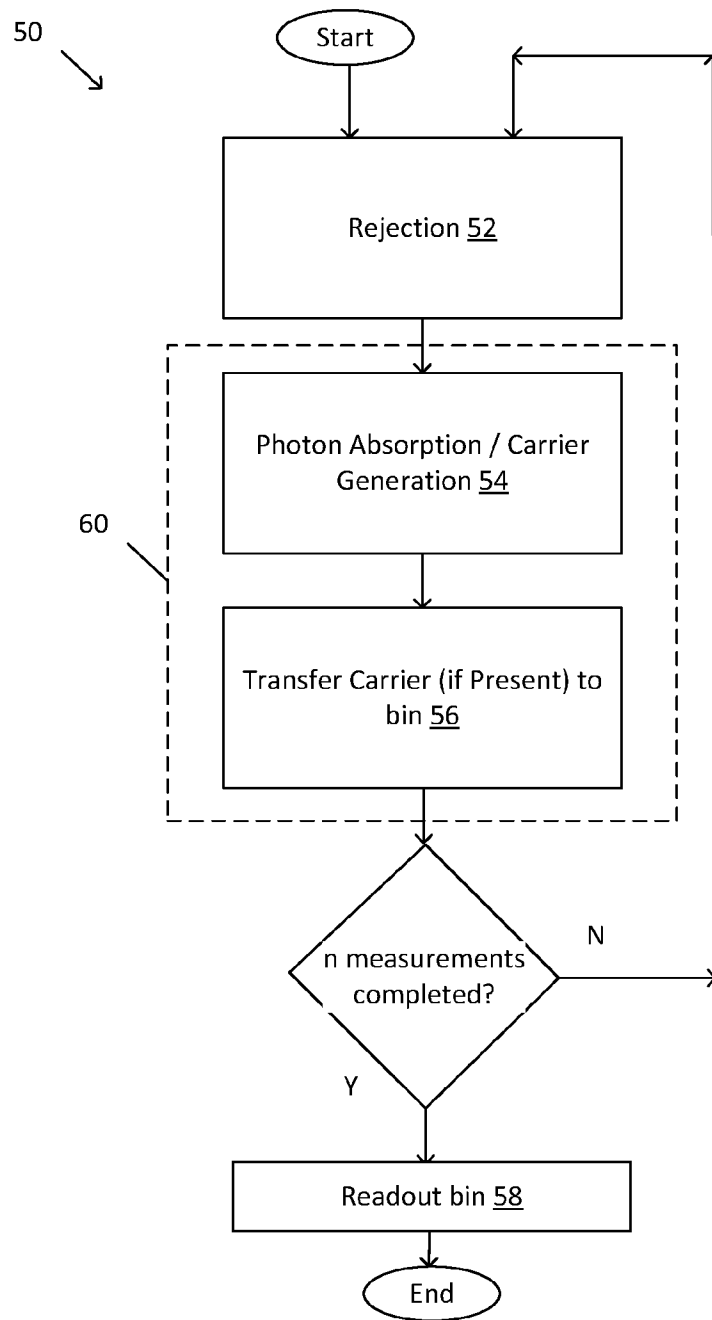 50
Start
Rejection 52
Photon Absorption / Carrier
Generation 54
60
Transfer Carrier (if Present) to
bin 56
n measurements
completed?
N
Y
Readout bin 58
End